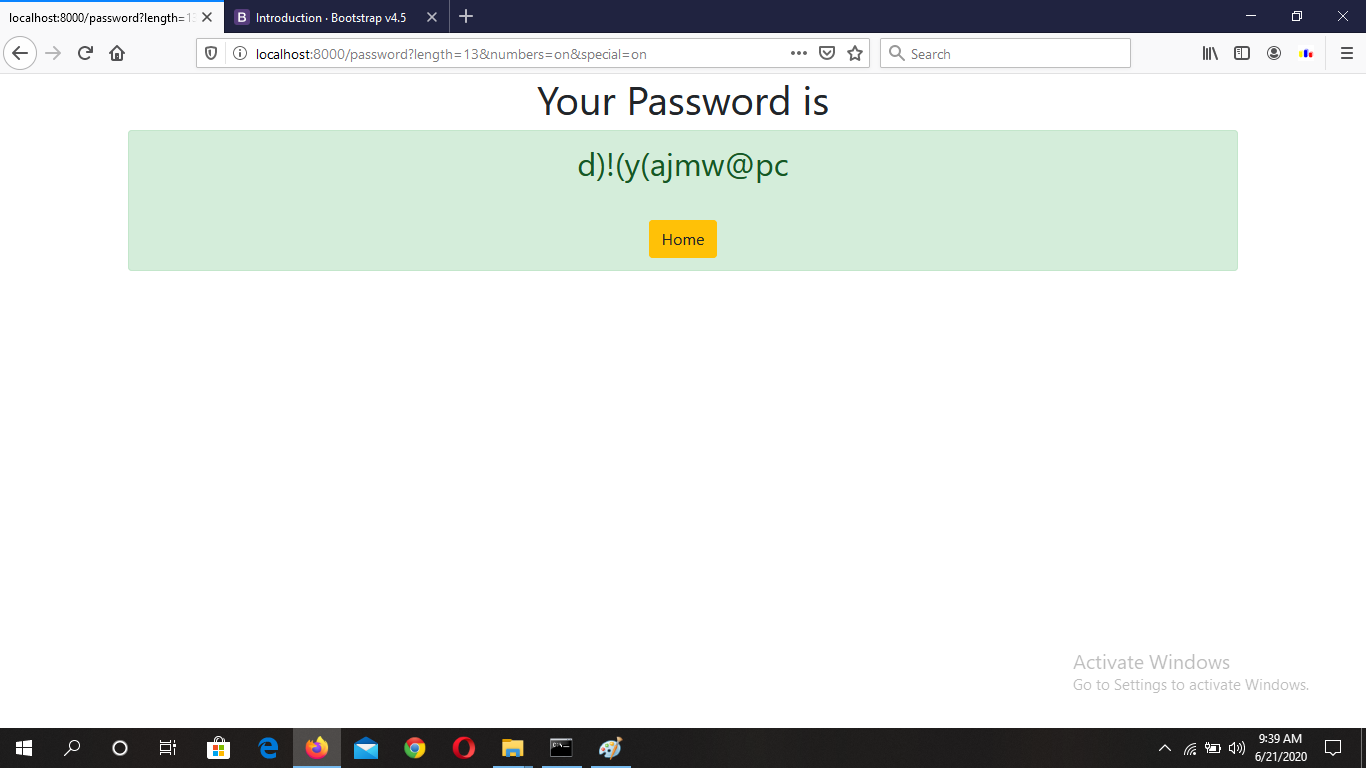 localhost:8000/password?length=13
Introduction · Bootstrap v4.5
localhost:8000/password?length=13&numbers=on&special=on
Search
Your Password is
d)!(y(ajmw@pc
Home
Activate Windows
Go to Settings to activate Windows.
9:39 AM
6/21/2020